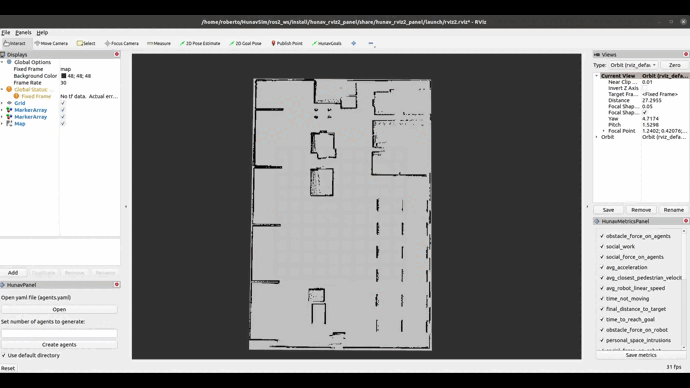 /home/roberto/HunavSim/ros2_ws/install/hunav_rviz2_panel/share/hunav_rviz2_panel/launch/rviz2.rviz* - RViz
File Panels Help
Interact Move Camera Select Focus Camera Measure 2D Pose Estimate 2D Goal Pose Publish Point HunavGoals
Displays
Global Options
Fixed Frame map
Background Color 48; 48; 48
Frame Rate 30
Global Status: ...
Fixed Frame No tf data. Actual err...
Grid
MarkerArray
MarkerArray
Map
Add Duplicate Remove Rename
HunavPanel
Open yaml file (agents.yaml)
Open
Set number of agents to generate:
Create agents
Use default directory
Reset
Views
Type: Orbit (rviz_defa Zero
Current View Orbit (rviz_defa...
Near Clip ... 0.01
Invert Z Axis
Target Fra... <Fixed Frame>
Distance 27.2955
Focal Shap... 0.05
Focal Shap...
Yaw 4.7174
Pitch 1.5298
Focal Point 1.2402; 0.42076;
Orbit Orbit (rviz_defa...
Save Remove Rename
HunavMetricsPanel
obstacle_force_on_agents
social_work
social_force_on_agents
avg_acceleration
avg_closest_pedestrian_velocit
avg_robot_linear_speed
time_not_moving
final_distance_to_target
time_to_reach_goal
obstacle_force_on_robot
personal_space_intrusions
Save metrics
31 fps